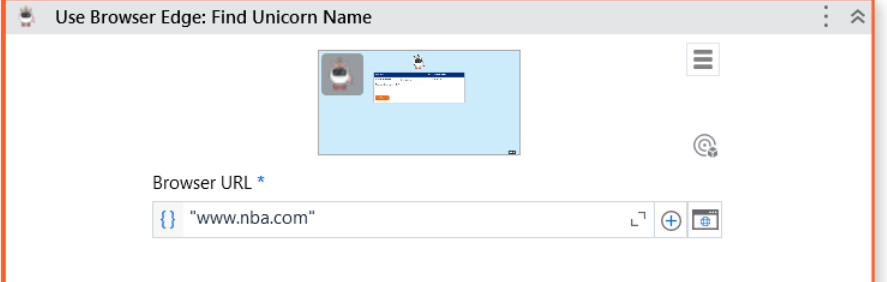 Use Browser Edge: Find Unicorn Name
Browser URL *
{} "www.nba.com"